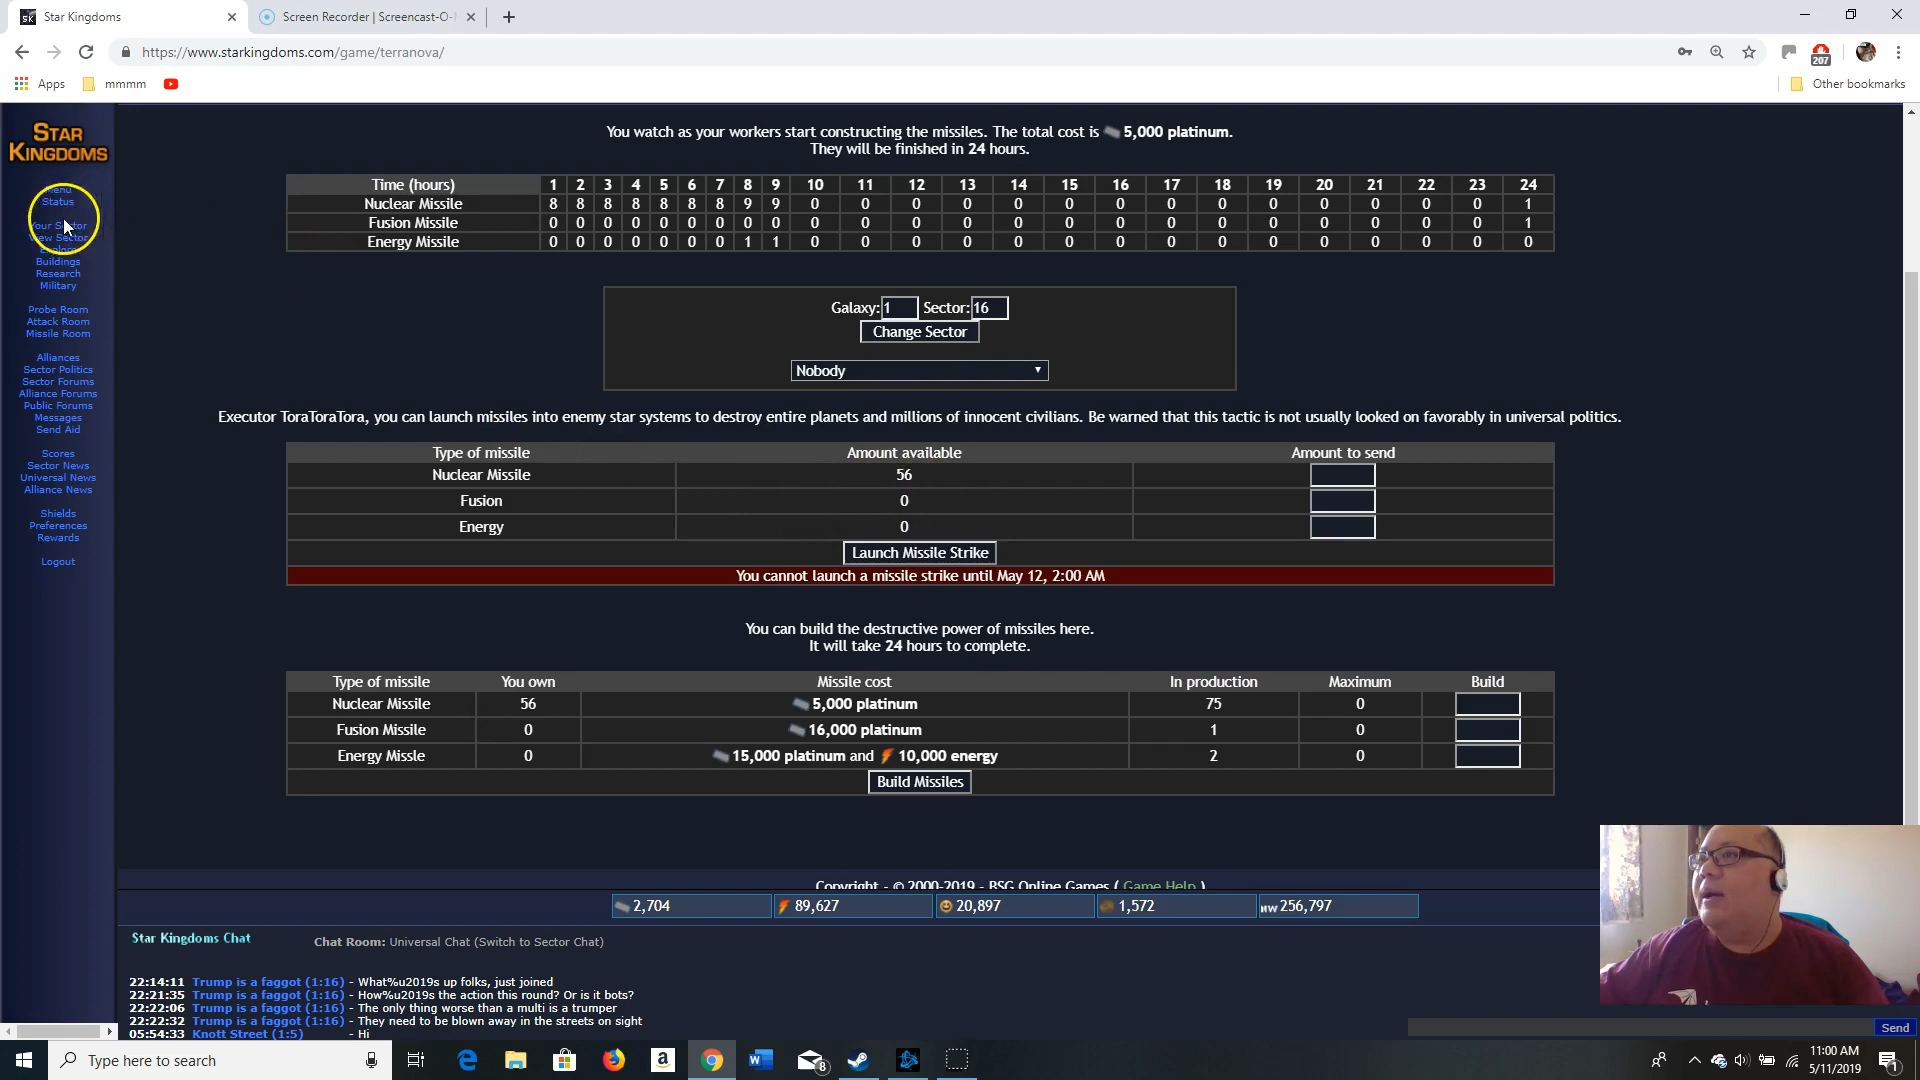 Star Kingdoms
Screen Recorder | Screencast-O-
https://www.starkingdoms.com/game/terranova/
207
Apps
mmmm
Other bookmarks
STAR
KINGDOMS
Menu
Status
Your Sector
View Sector
Explore
Buildings
Research
Military
Probe Room
Attack Room
Missile Room
Alliances
Sector Politics
Sector Forums
Alliance Forums
Public Forums
Messages
Send Aid
Scores
Sector News
Universal News
Alliance News
Shields
Preferences
Rewards
Logout
You watch as your workers start constructing the missiles. The total cost is 5,000 platinum.
They will be finished in 24 hours.
Time (hours) 1 2 3 4 5 6 7 8 9 10 11 12 13 14 15 16 17 18 19 20 21 22 23 24
Nuclear Missile 8 8 8 8 8 8 8 9 9 0 0 0 0 0 0 0 0 0 0 0 0 0 0 1
Fusion Missile 0 0 0 0 0 0 0 0 0 0 0 0 0 0 0 0 0 0 0 0 0 0 0 1
Energy Missile 0 0 0 0 0 0 0 1 1 0 0 0 0 0 0 0 0 0 0 0 0 0 0 0
Galaxy: 1 Sector: 16
Change Sector
Nobody
Executor ToraToraTora, you can launch missiles into enemy star systems to destroy entire planets and millions of innocent civilians. Be warned that this tactic is not usually looked on favorably in universal politics.
Type of missile Amount available Amount to send
Nuclear Missile 56
Fusion 0
Energy 0
Launch Missile Strike
You cannot launch a missile strike until May 12, 2:00 AM
You can build the destructive power of missiles here.
It will take 24 hours to complete.
Type of missile You own Missile cost In production Maximum Build
Nuclear Missile 56 5,000 platinum 75 0
Fusion Missile 0 16,000 platinum 1 0
Energy Missle 0 15,000 platinum and 10,000 energy 2 0
Build Missiles
Copyright - © 2000-2019 - BSG Online Games ( Game Help )
2,704 89,627 20,897 1,572 NW 256,797
Star Kingdoms Chat
Chat Room: Universal Chat (Switch to Sector Chat)
22:14:11 Trump is a faggot (1:16) - What%u2019s up folks, just joined
22:21:35 Trump is a faggot (1:16) - How%u2019s the action this round? Or is it bots?
22:22:06 Trump is a faggot (1:16) - The only thing worse than a multi is a trumper
22:22:32 Trump is a faggot (1:16) - They need to be blown away in the streets on sight
05:54:33 Knott Street (1:5) - Hi
Send
Type here to search
8
11:00 AM
5/11/2019
1